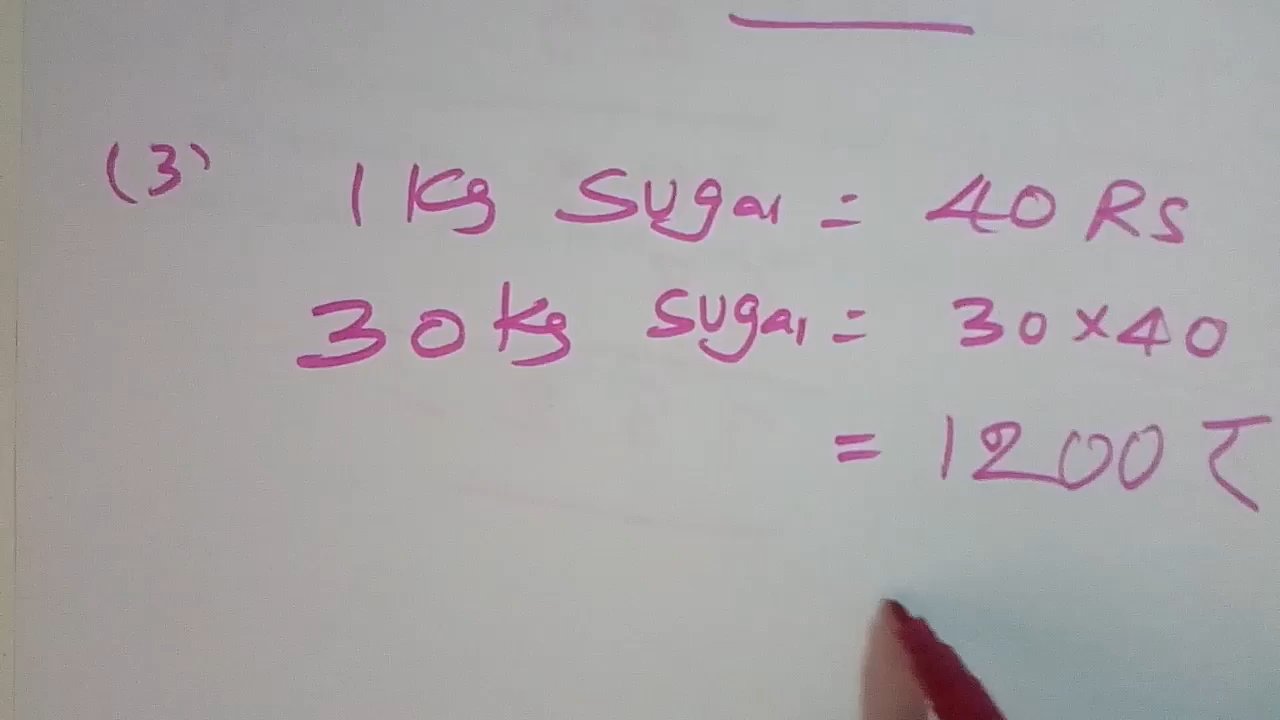 (3) 1 Kg Sugar = 40 RS
30 kg Sugar = 30 × 40
= 1200 ₹